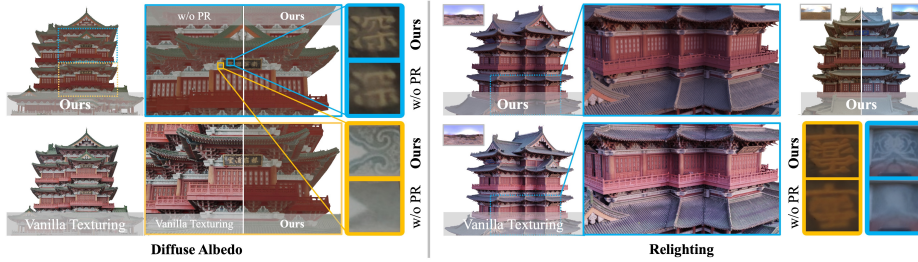 w/o PR Ours
Ours
Ours
w/o PR
Vanilla Texturing
Vanilla Texturing Ours
Ours
w/o PR
Diffuse Albedo
Ours
Ours
Vanilla Texturing
Ours
w/o PR
Relighting